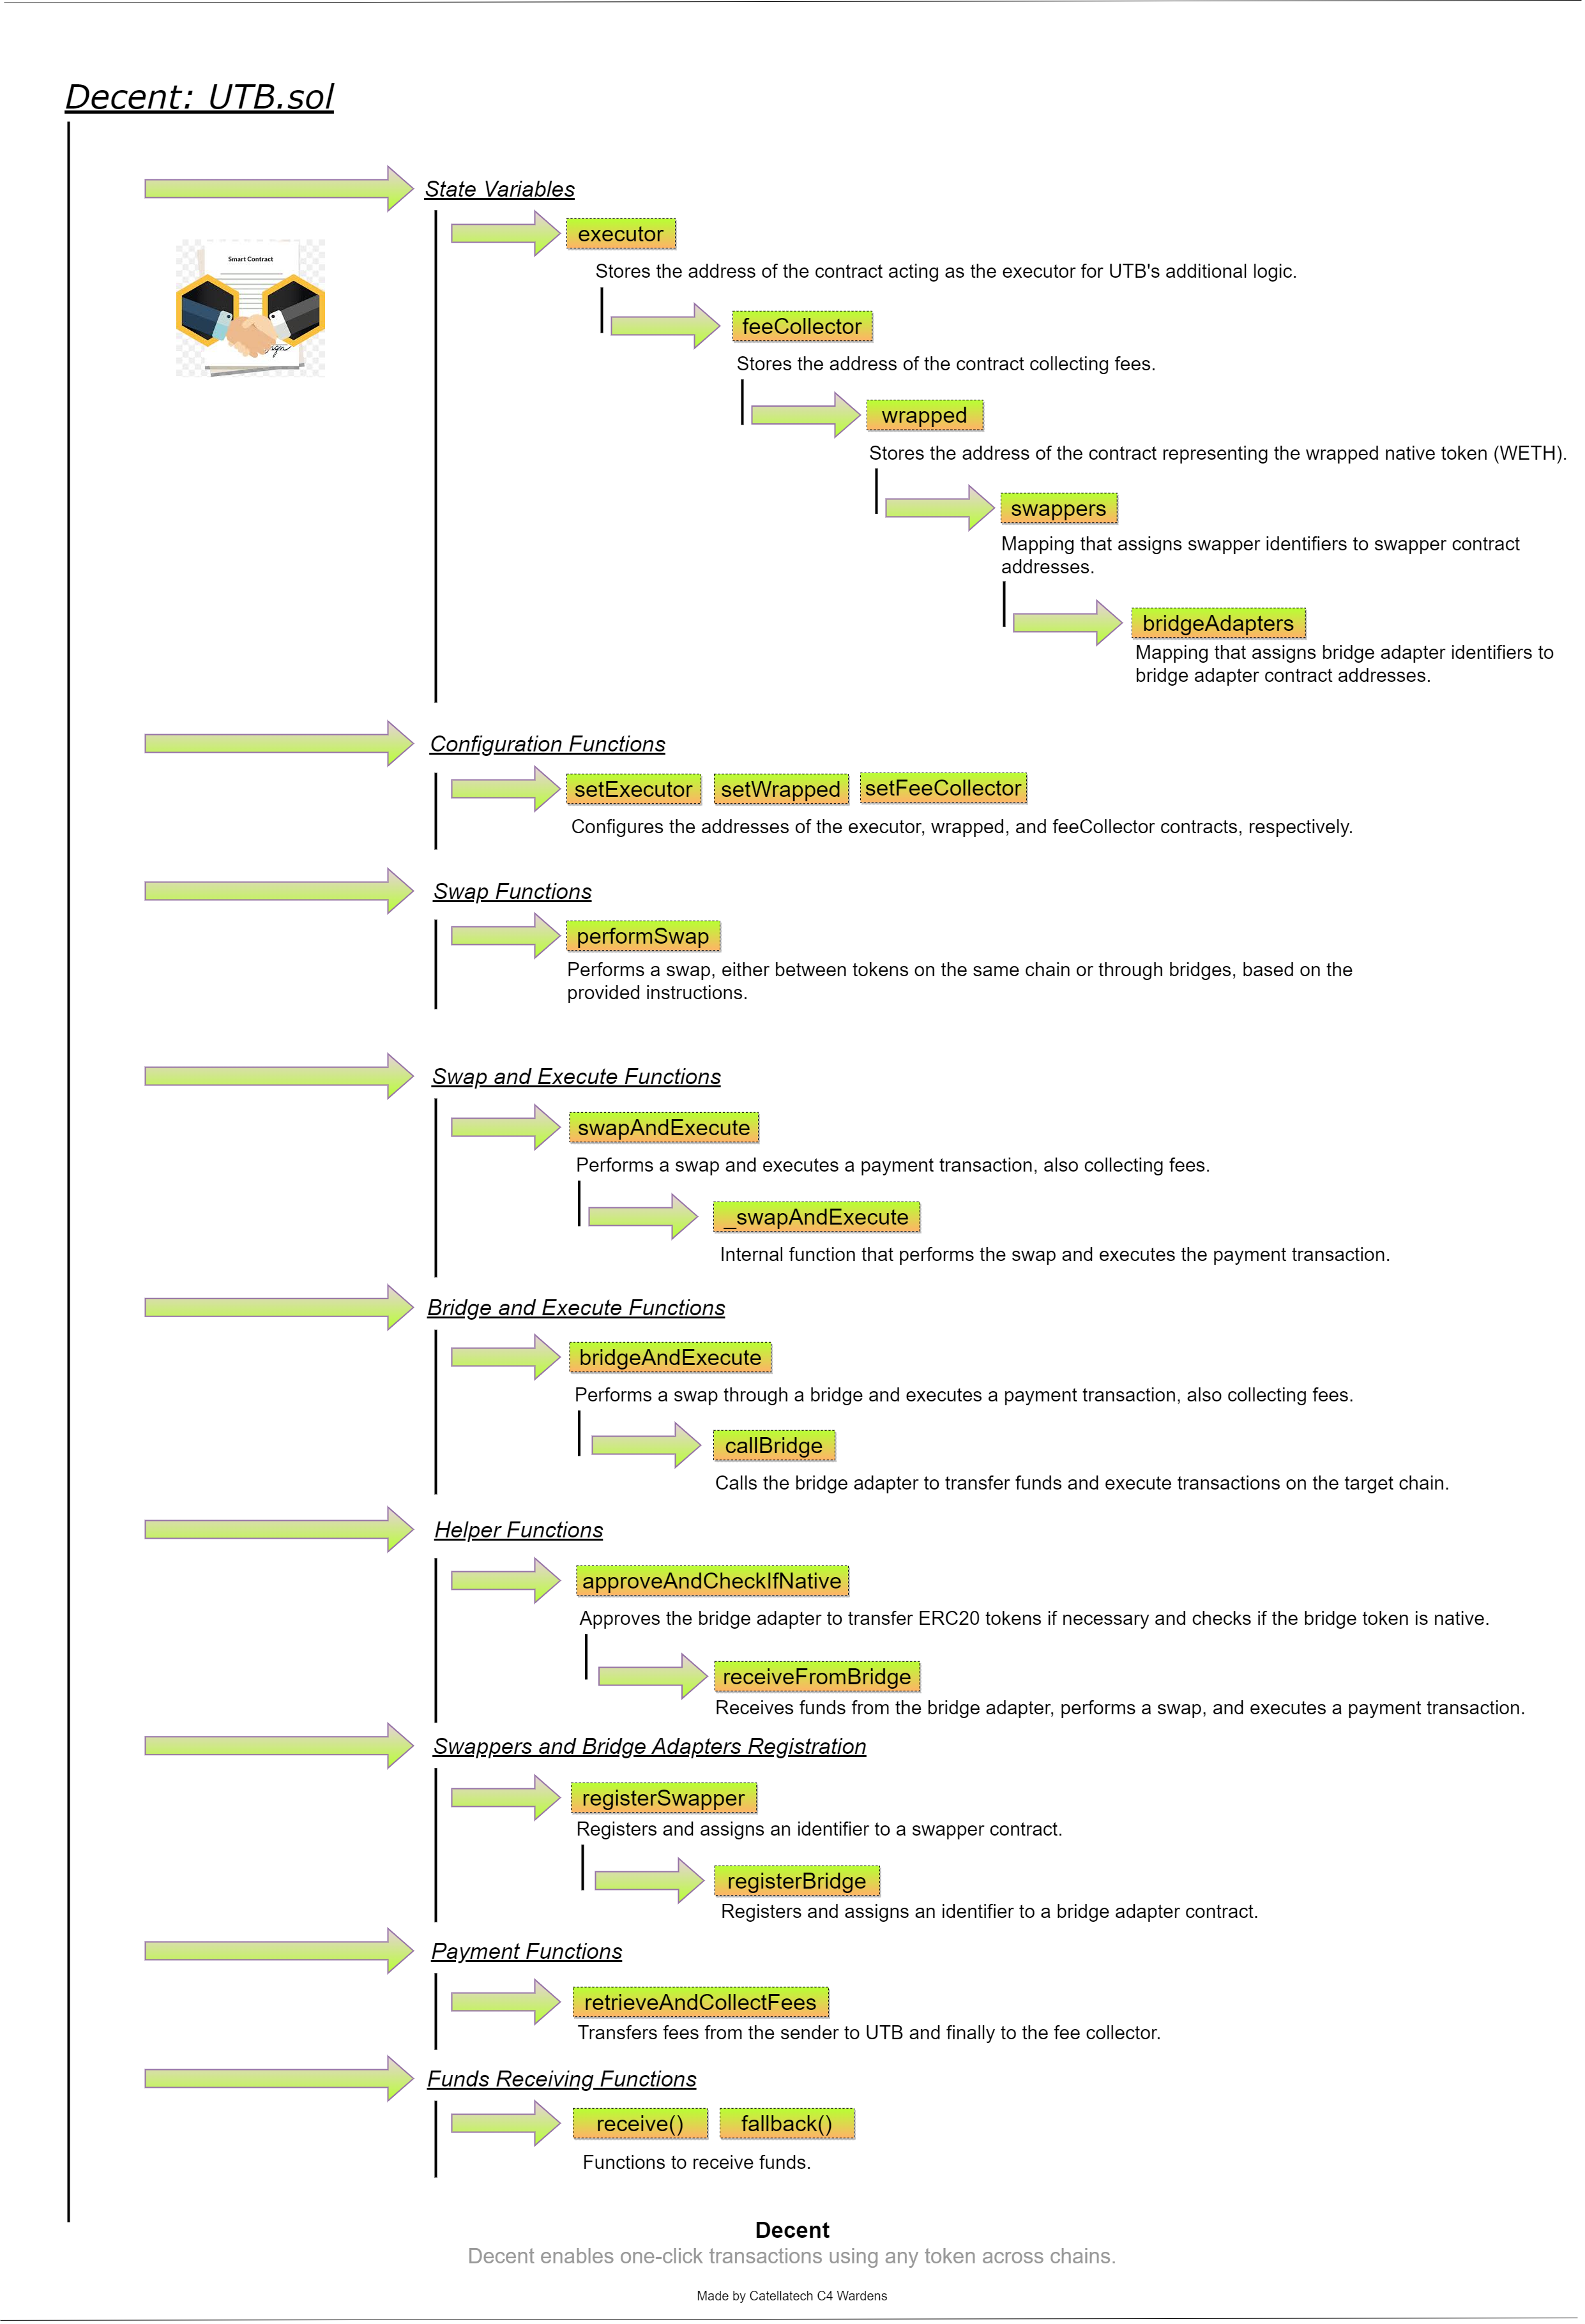 Decent: UTB.sol
State Variables
executor
Stores the address of the contract acting as the executor for UTB's additional logic.
Smart Contract
feeCollector
Stores the address of the contract collecting fees.
wrapped
Stores the address of the contract representing the wrapped native token (WETH).
swappers
Mapping that assigns swapper identifiers to swapper contract
addresses.
bridgeAdapters
Mapping that assigns bridge adapter identifiers to
bridge adapter contract addresses.
Configuration Functions
setExecutor setWrapped setFeeCollector
Configures the addresses of the executor, wrapped, and feeCollector contracts, respectively.
Swap Functions
performSwap
Performs a swap, either between tokens on the same chain or through bridges, based on the
provided instructions.
Swap and Execute Functions
swapAndExecute
Performs a swap and executes a payment transaction, also collecting fees.
_swapAndExecute
Internal function that performs the swap and executes the payment transaction.
Bridge and Execute Functions
bridgeAndExecute
Performs a swap through a bridge and executes a payment transaction, also collecting fees.
callBridge
Calls the bridge adapter to transfer funds and execute transactions on the target chain.
Helper Functions
approveAndCheckIfNative
Approves the bridge adapter to transfer ERC20 tokens if necessary and checks if the bridge token is native.
receiveFromBridge
Receives funds from the bridge adapter, performs a swap, and executes a payment transaction.
Swappers and Bridge Adapters Registration
registerSwapper
Registers and assigns an identifier to a swapper contract.
registerBridge
Registers and assigns an identifier to a bridge adapter contract.
Payment Functions
retrieveAndCollectFees
Transfers fees from the sender to UTB and finally to the fee collector.
Funds Receiving Functions
receive() fallback()
Functions to receive funds.
Decent
Decent enables one-click transactions using any token across chains.
Made by Catellatech C4 Wardens